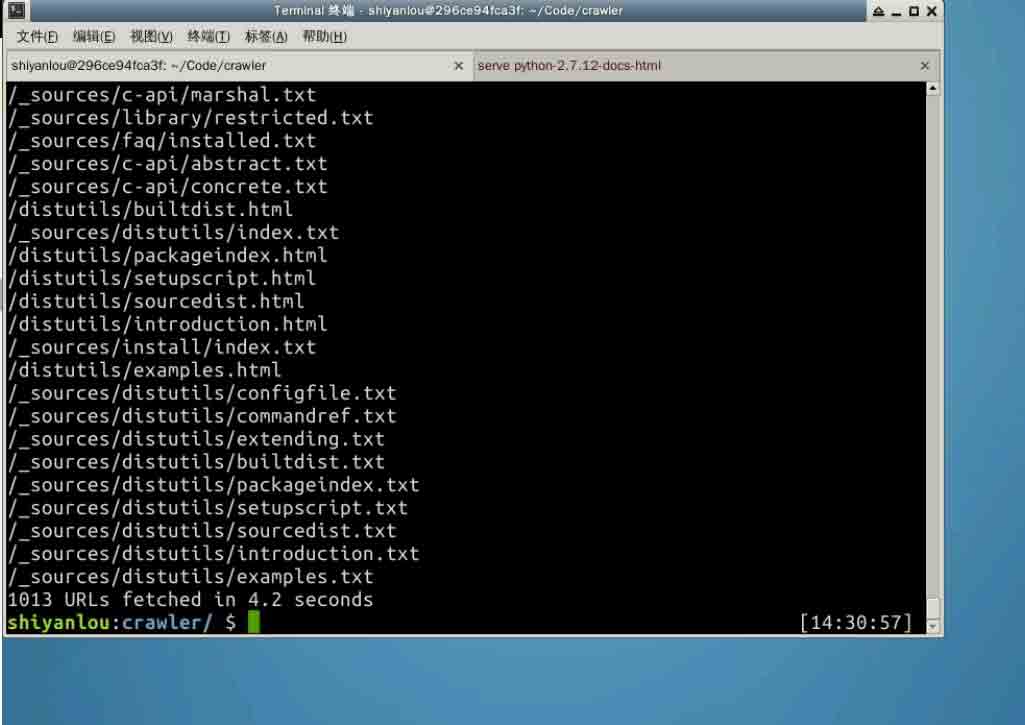 Terminal 终端 - shiyanlou@296ce94fca3f: ~/Code/crawler
文件(F) 编辑(E) 视图(V) 终端(T) 标签(A) 帮助(H)
shiyanlou@296ce94fca3f: ~/Code/crawler × serve python-2.7.12-docs-html ×
/_sources/c-api/marshal.txt
/_sources/library/restricted.txt
/_sources/faq/installed.txt
/_sources/c-api/abstract.txt
/_sources/c-api/concrete.txt
/distutils/builtdist.html
/_sources/distutils/index.txt
/distutils/packageindex.html
/distutils/setupscript.html
/distutils/sourcedist.html
/distutils/introduction.html
/_sources/install/index.txt
/distutils/examples.html
/_sources/distutils/configfile.txt
/_sources/distutils/commandref.txt
/_sources/distutils/extending.txt
/_sources/distutils/builtdist.txt
/_sources/distutils/packageindex.txt
/_sources/distutils/setupscript.txt
/_sources/distutils/sourcedist.txt
/_sources/distutils/introduction.txt
/_sources/distutils/examples.txt
1013 URLs fetched in 4.2 seconds
shiyanlou:crawler/ $ [14:30:57]